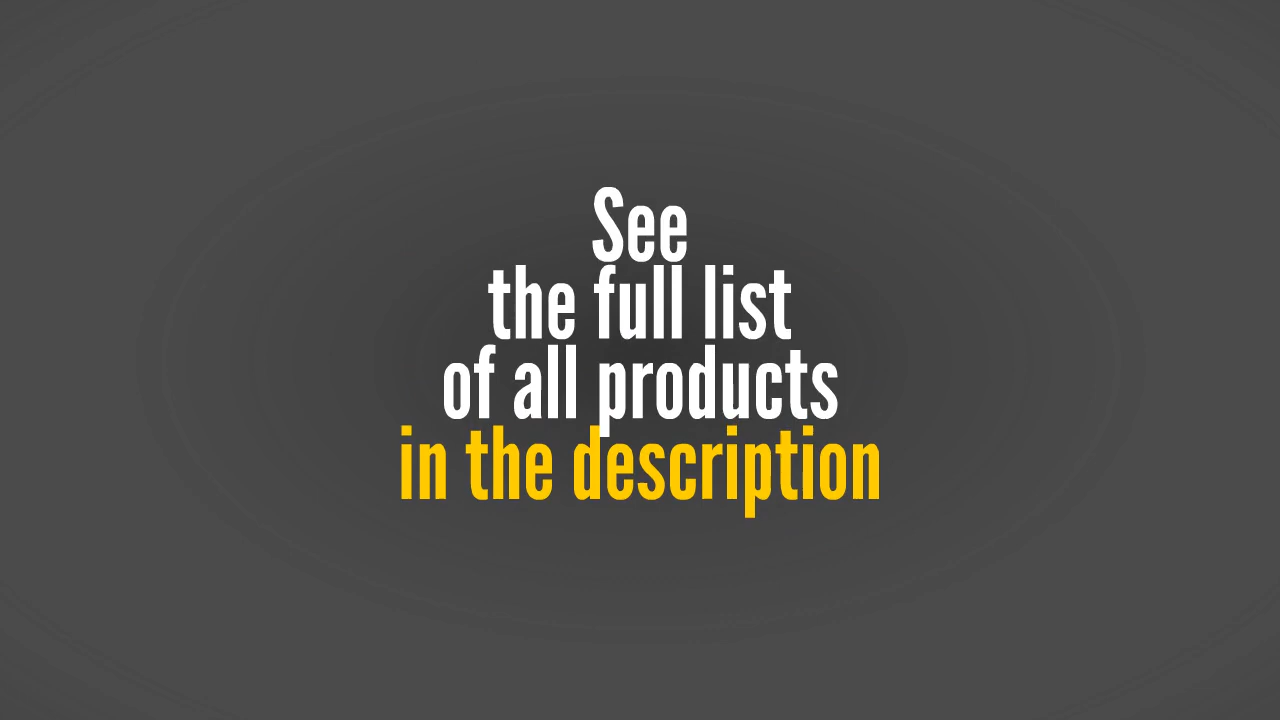 See
the full list
of all products
in the description